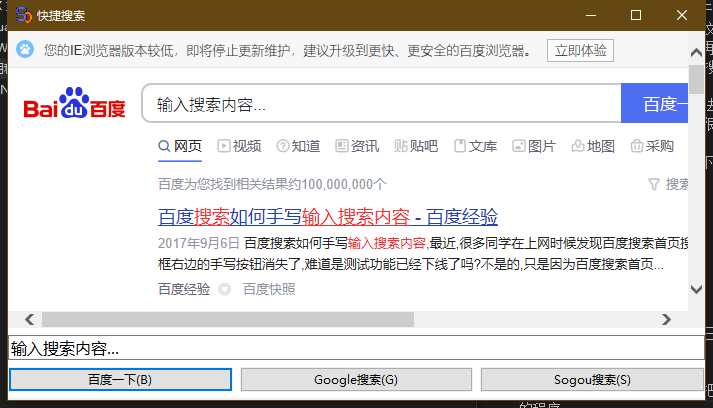 快捷搜索
您的IE浏览器版本较低，即将停止更新维护，建议升级到更快、更安全的百度浏览器。 立即体验
Bai du 百度 输入搜索内容... 百度一
网页 视频 知道 资讯 贴吧 文库 图片 地图 采购
百度为您找到相关结果约100,000,000个 搜索
百度搜索如何手写输入搜索内容 - 百度经验
2017年9月6日 百度搜索如何手写输入搜索内容,最近,很多同学在上网时候发现百度搜索首页搜
框右边的手写按钮消失了,难道是测试功能已经下线了吗?不是的,只是因为百度搜索首页...
百度经验 百度快照
输入搜索内容...
百度一下(B) Google搜索(G) Sogou搜索(S)
的程序